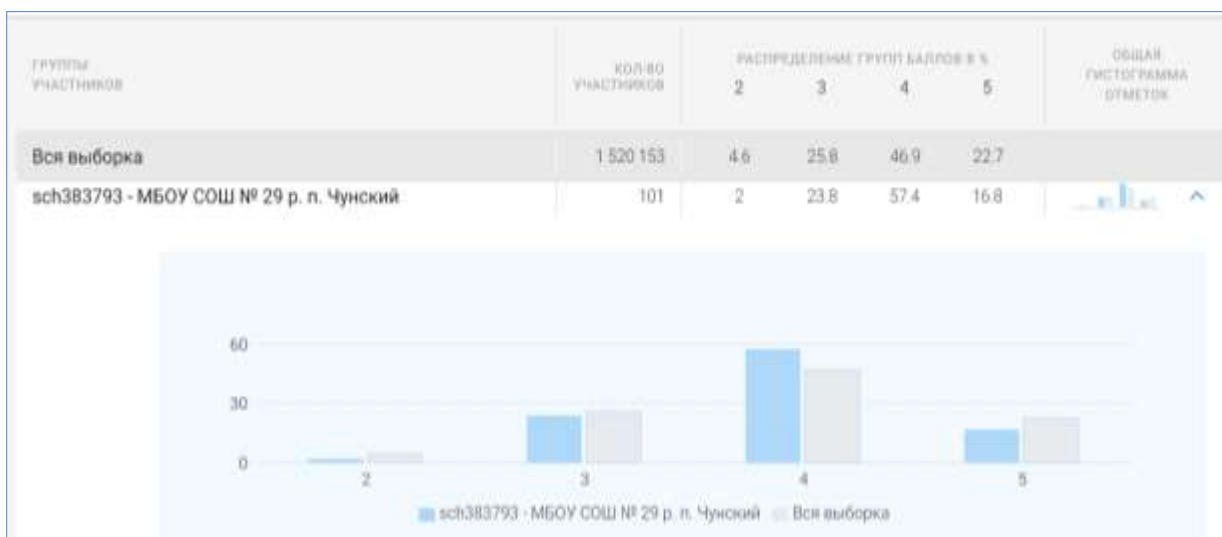 ГРУППЫ УЧАСТНИКОВ
КОЛ-ВО УЧАСТНИКОВ
РАСПРЕДЕЛЕНИЕ ГРУПП БАЛЛОВ В %
2 3 4 5
ОБЩАЯ ГИСТОГРАММА ОТМЕТОК
Вся выборка 1 520 153 4.6 25.8 46.9 22.7
sch383793 - МБОУ СОШ № 29 р. п. Чунский 101 2 23.8 57.4 16.8
60
30
0
2 3 4 5
sch383793 - МБОУ СОШ № 29 р. п. Чунский Вся выборка